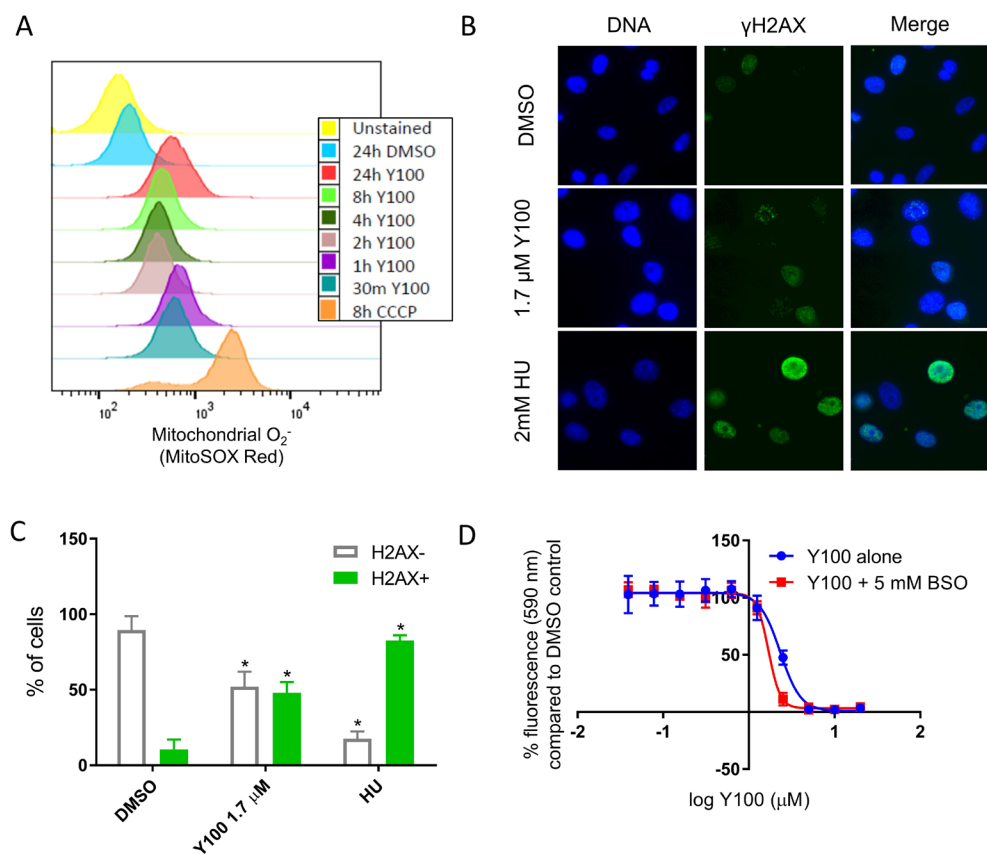 A
Unstained
24h DMSO
24h Y100
8h Y100
4h Y100
2h Y100
1h Y100
30m Y100
8h CCCP
10² 10³ 10⁴
Mitochondrial O₂⁻
(MitoSOX Red)
B
DNA γH2AX Merge
DMSO
1.7 µM Y100
2mM HU
C
% of cells
150
100
50
0
H2AX-
H2AX+
* * * *
DMSO
Y100 1.7 µM
HU
D
% fluorescence (590 nm)
compared to DMSO control
150
100
50
-50
-2 -1 0 1 2
Y100 alone
Y100 + 5 mM BSO
log Y100 (µM)